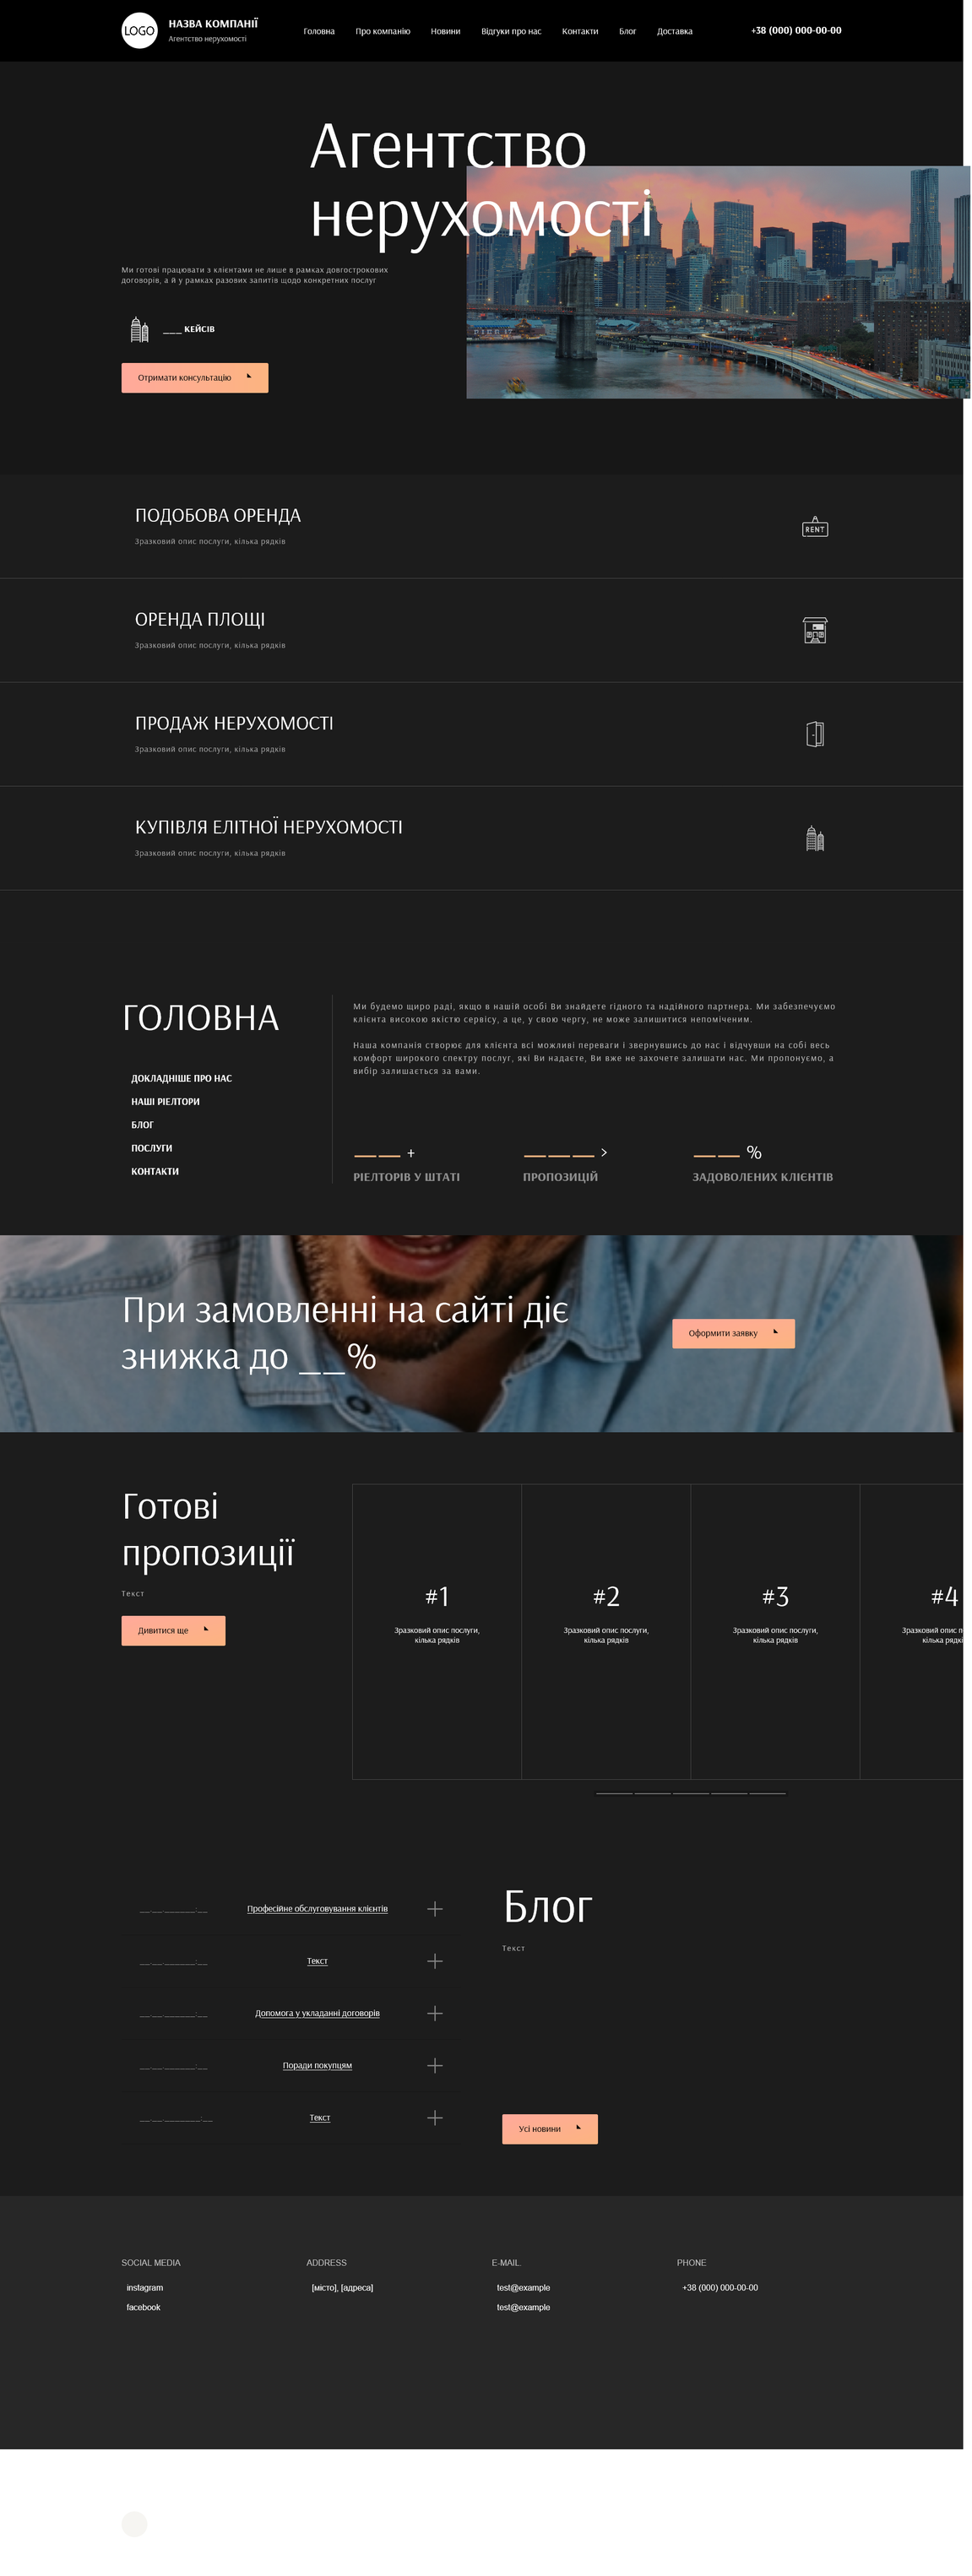 LOGO
НАЗВА КОМПАНІЇ
Агентство нерухомості
Головна Про компанію Новини Відгуки про нас Контакти Блог Доставка
+38 (000) 000-00-00
Агентство
нерухомості
Ми готові працювати з клієнтами не лише в рамках довгострокових
договорів, а й у рамках разових запитів щодо конкретних послуг
___ КЕЙСІВ
Отримати консультацію
ПОДОБОВА ОРЕНДА
Зразковий опис послуги, кілька рядків
RENT
ОРЕНДА ПЛОЩІ
Зразковий опис послуги, кілька рядків
ПРОДАЖ НЕРУХОМОСТІ
Зразковий опис послуги, кілька рядків
КУПІВЛЯ ЕЛІТНОЇ НЕРУХОМОСТІ
Зразковий опис послуги, кілька рядків
ГОЛОВНА
ДОКЛАДНІШЕ ПРО НАС
НАШІ РІЕЛТОРИ
БЛОГ
ПОСЛУГИ
КОНТАКТИ
Ми будемо щиро раді, якщо в нашій особі Ви знайдете гідного та надійного партнера. Ми забезпечуємо
клієнта високою якістю сервісу, а це, у свою чергу, не може залишитися непоміченим.
Наша компанія створює для клієнта всі можливі переваги і звернувшись до нас і відчувши на собі весь
комфорт широкого спектру послуг, які Ви надаєте, Ви вже не захочете залишати нас. Ми пропонуємо, а
вибір залишається за вами.
__ +
РІЕЛТОРІВ У ШТАТІ
___ >
ПРОПОЗИЦІЙ
__ %
ЗАДОВОЛЕНИХ КЛІЄНТІВ
При замовленні на сайті діє
знижка до __%
Оформити заявку
Готові
пропозиції
Текст
Дивитися ще
#1
Зразковий опис послуги,
кілька рядків
#2
Зразковий опис послуги,
кілька рядків
#3
Зразковий опис послуги,
кілька рядків
#4
Зразковий опис п
кілька рядкі
__.__.______:__ Професійне обслуговування клієнтів
__.__.______:__ Текст
__.__.______:__ Допомога у укладанні договорів
__.__.______:__ Поради покупцям
__.__._______:__ Текст
Блог
Текст
Усі новини
SOCIAL MEDIA
instagram
facebook
ADDRESS
[місто], [адреса]
E-MAIL.
test@example
test@example
PHONE
+38 (000) 000-00-00